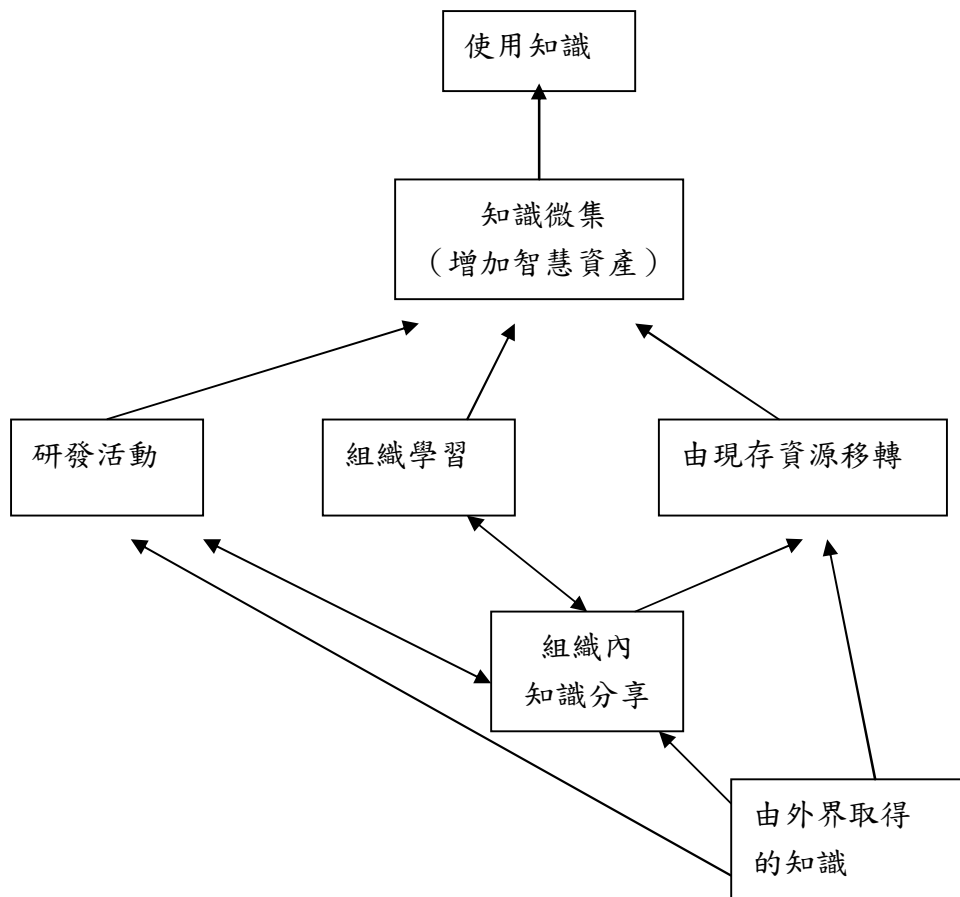 使用知識
知識微集
（增加智慧資產）
研發活動
組織學習
由現存資源移轉
組織內
知識分享
由外界取得
的知識